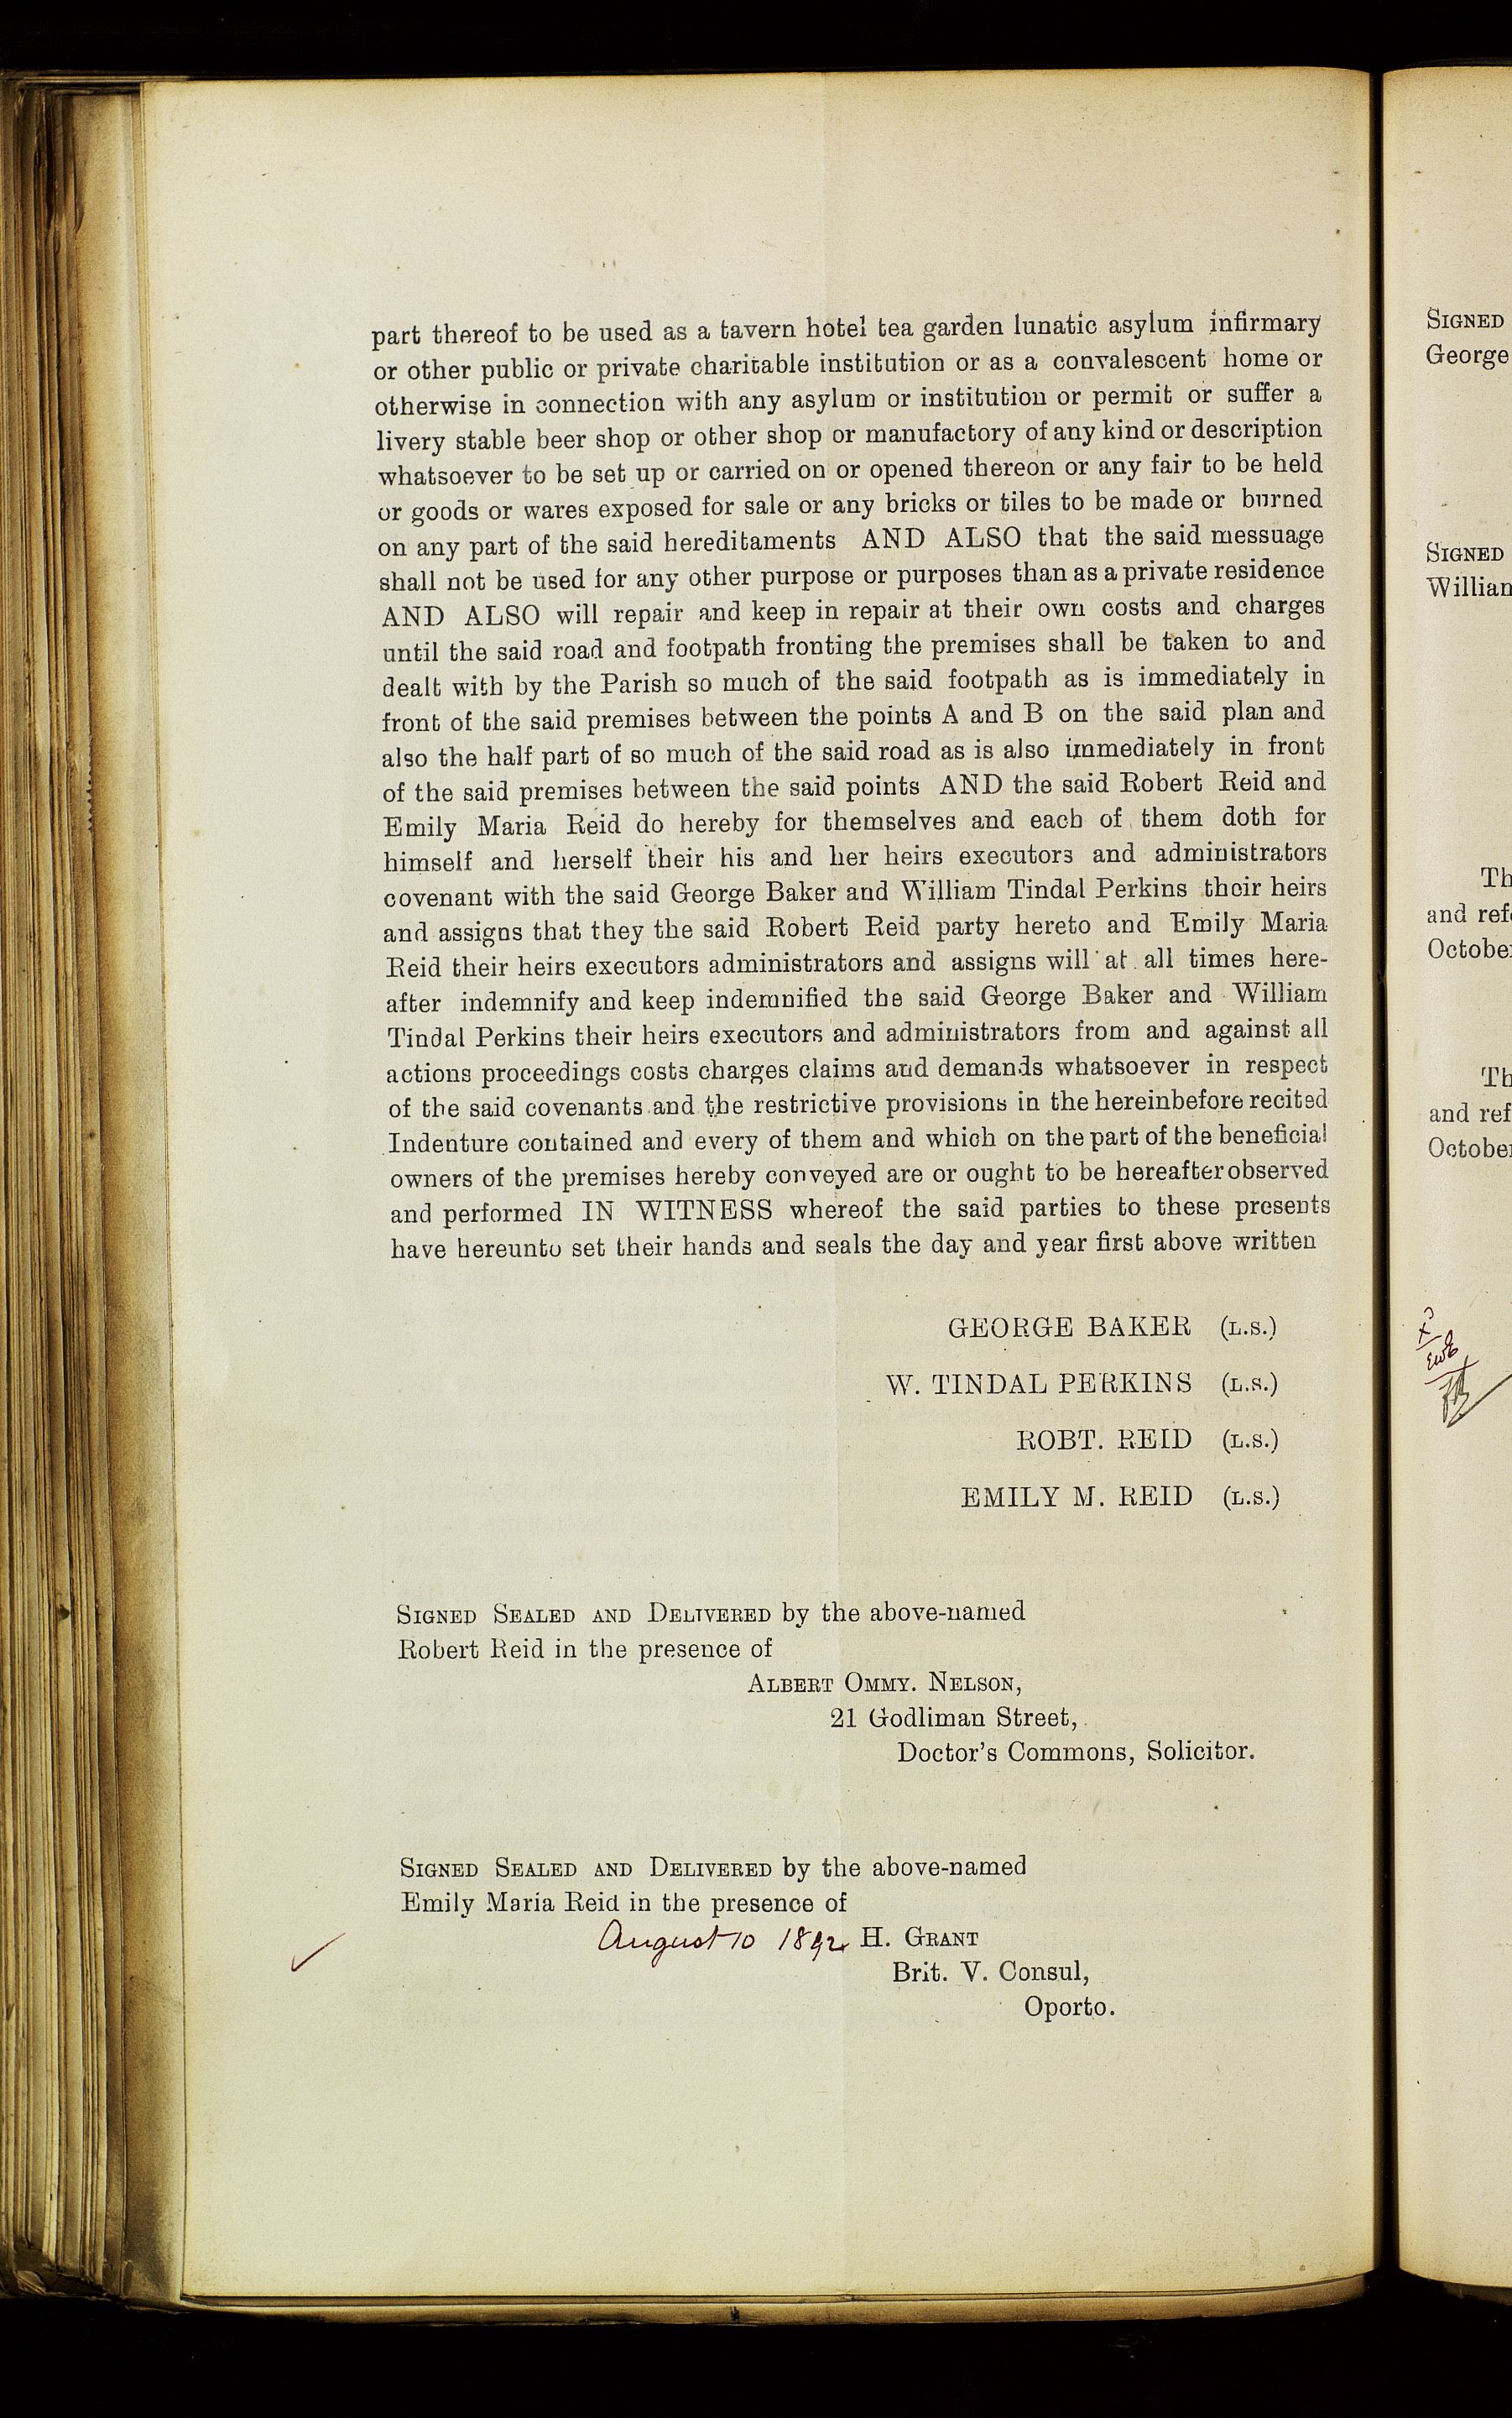 part thereof to be used as a tavern hotel tea garden lunatic asylum infirmary
or other public or private charitable institution or as a convalescent home or
otherwise in connection with any asylum or institution or permit or suffer a
livery stable beer shop or other shop or manufactory of any kind or description
whatsoever to be set up or carried on or opened thereon or any fair to be held
or goods or wares exposed for sale or any bricks or tiles to be made or burned
on any part of the said hereditaments AND ALSO that the said messuage
shall not be used for any other purpose or purposes than as a private residence
AND ALSO will repair and keep in repair at their own costs and charges
until the said road and footpath fronting the premises shall be taken to and
dealt with by the Parish so much of the said footpath as is immediately in
front of the said premises between the points A and B on the said plan and
also the half part of so much of the said road as is also immediately in front
of the said premises between the said points AND the said Robert Reid and
Emily Maria Reid do hereby for themselves and each of them doth for
himself and herself their his and her heirs executors and administrators
covenant with the said George Baker and William Tindal Perkins their heirs
and assigns that they the said Robert Reid party hereto and Emily Maria
Reid their heirs executors administrators and assigns will at all times here-
after indemnify and keep indemnified the said George Baker and William
Tindal Perkins their heirs executors and administrators from and against all
actions proceedings costs charges claims and demands whatsoever in respect
of the said covenants and the restrictive provisions in the hereinbefore recited
Indenture contained and every of them and which on the part of the beneficial
owners of the premises hereby conveyed are or ought to be hereafter observed
and performed IN WITNESS whereof the said parties to these presents
have hereunto set their hands and seals the day and year first above written
GEORGE BAKER (L.S.)
W. TINDAL PERKINS (L.S.)
ROBT. REID (L.S.)
EMILY M. REID (L.S.)
SIGNED SEALED AND DELIVERED by the above-named
Robert Reid in the presence of
ALBERT OMMY. NELSON,
21 Godliman Street,
Doctor's Commons, Solicitor.
SIGNED SEALED AND DELIVERED by the above-named
Emily Maria Reid in the presence of
August 10 1892 H. GRANT
Brit. V. Consul,
Oporto.
SIGNED
George
SIGNED
Th
and ref
October
Th
and ref
October